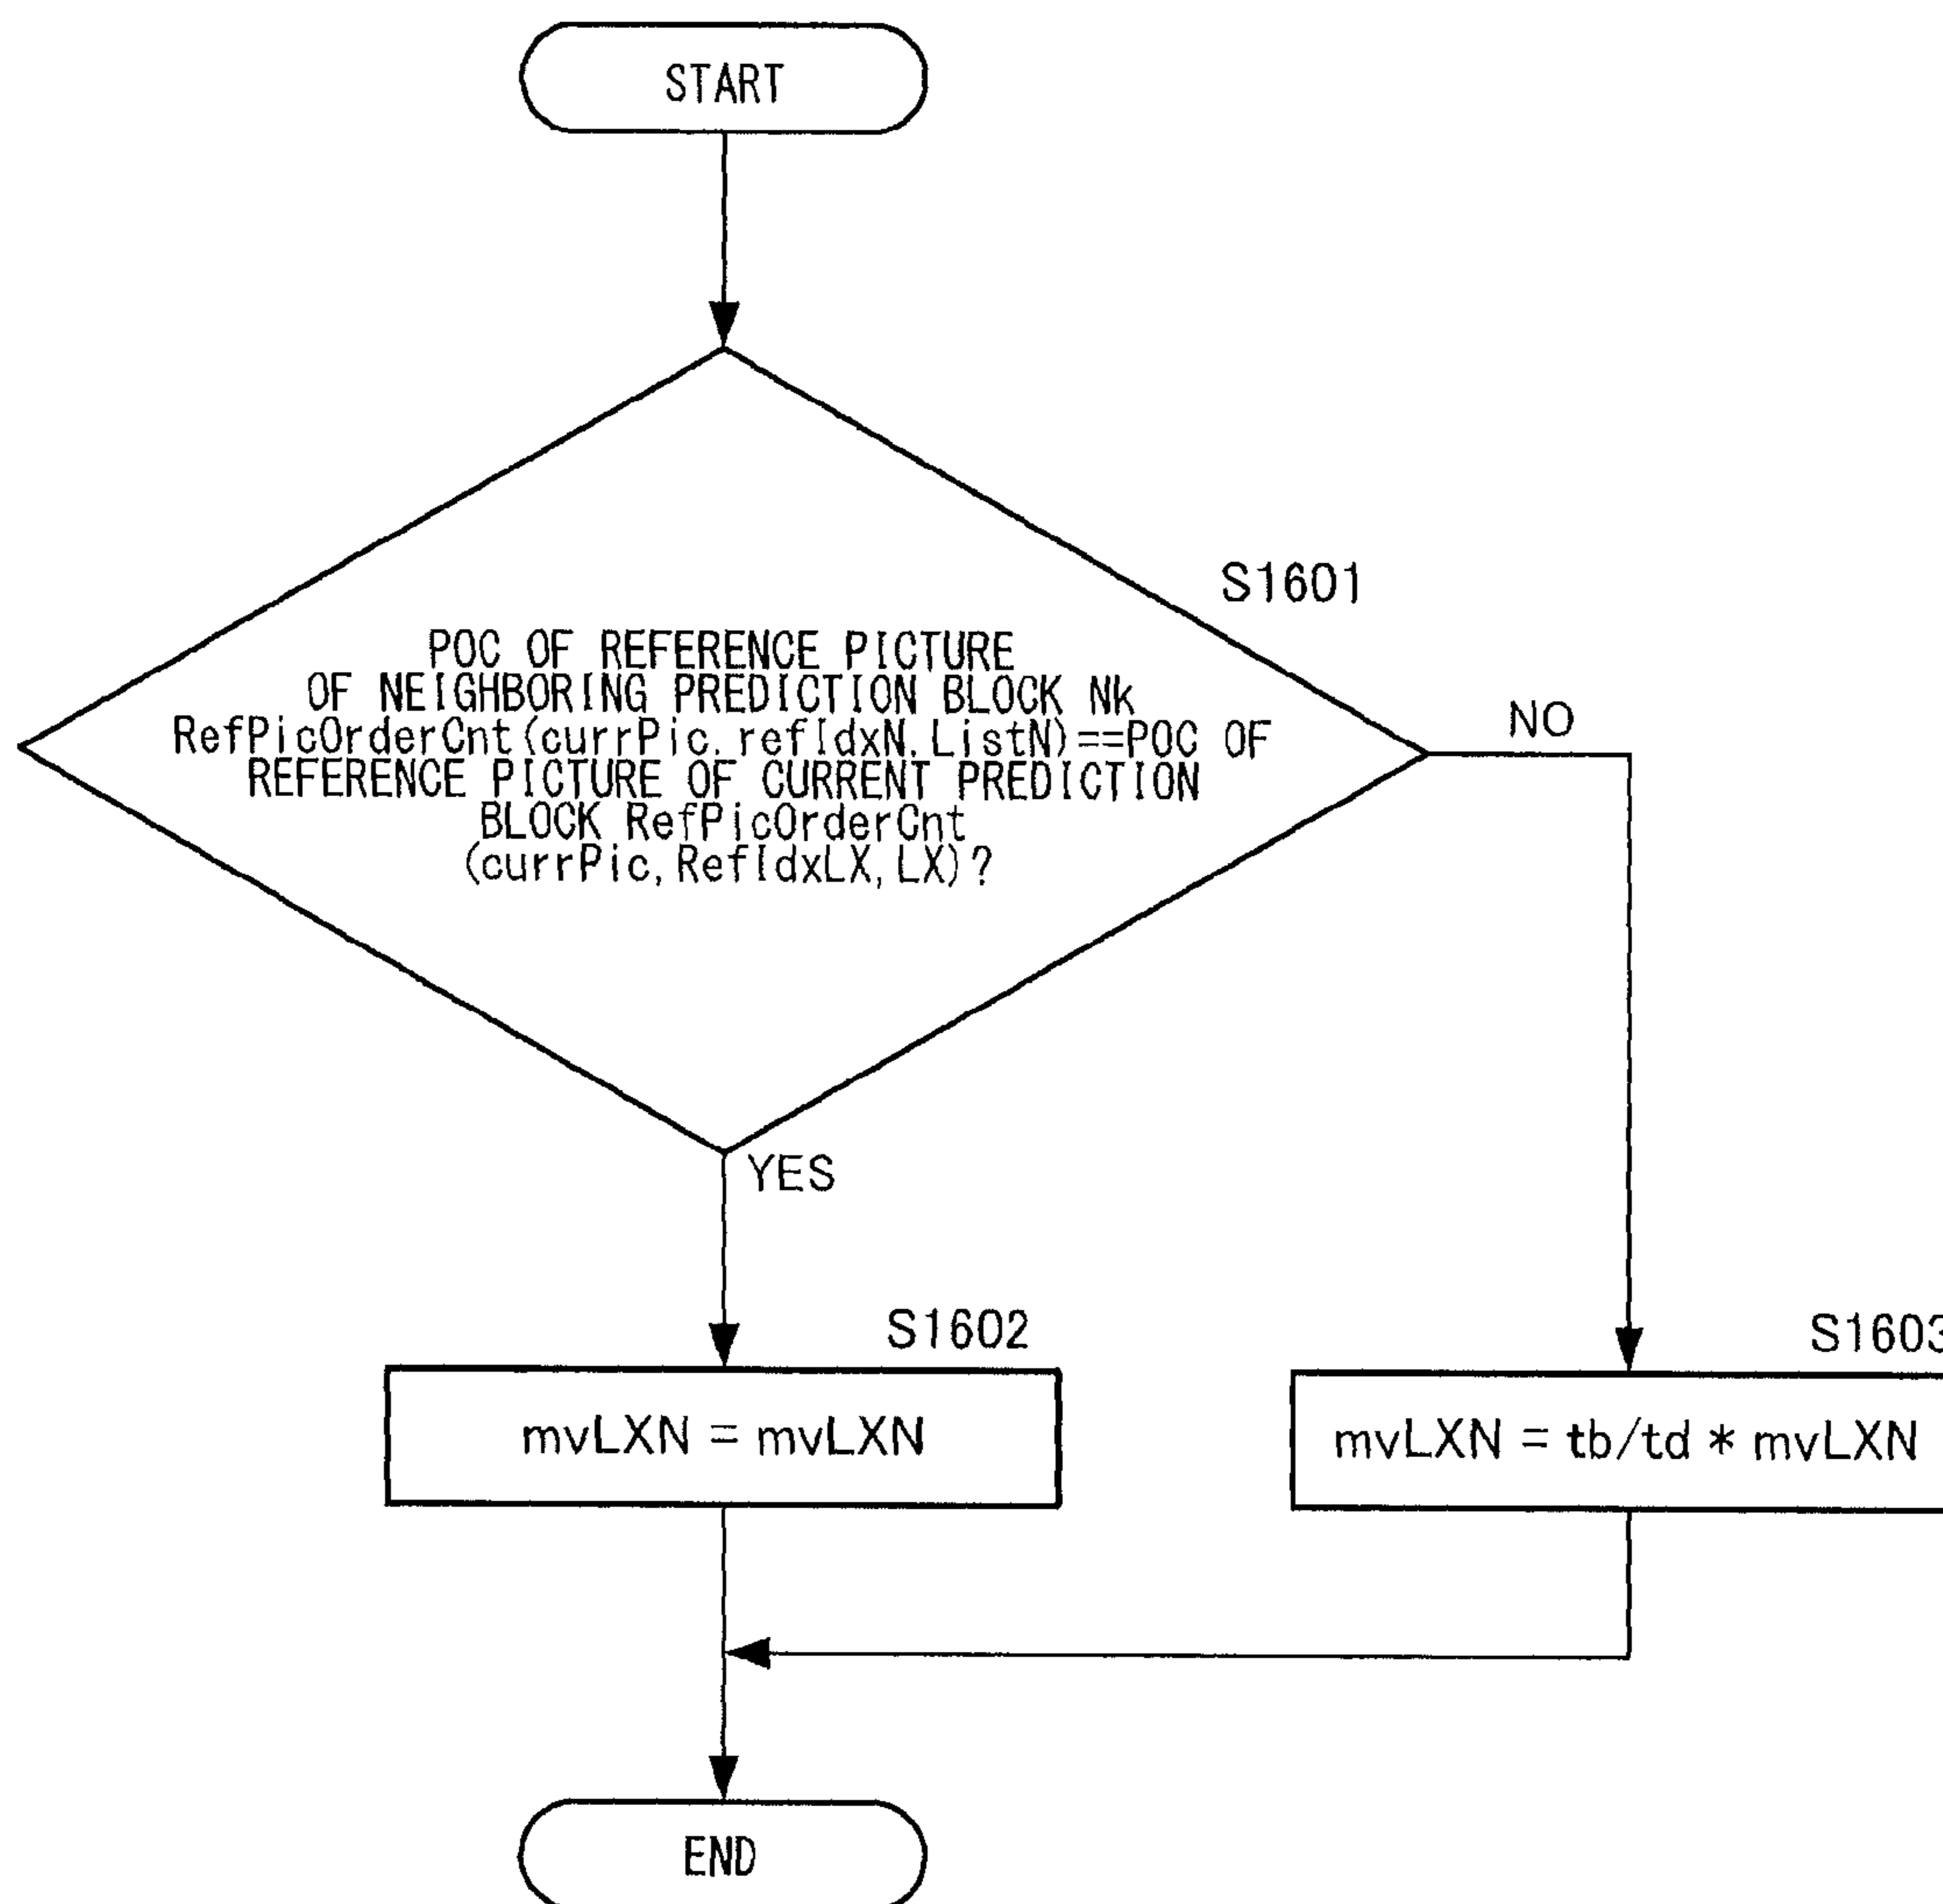 START
S1601
POC OF REFERENCE PICTURE
OF NEIGHBORING PREDICTION BLOCK Nk
RefPicOrderCnt(currPic, refIdxN, ListN)==POC OF
REFERENCE PICTURE OF CURRENT PREDICTION
BLOCK RefPicOrderCnt
(currPic, RefIdxLX, LX)?
NO
YES
S1602
S1603
mvLXN = mvLXN
mvLXN = tb/td * mvLXN
END